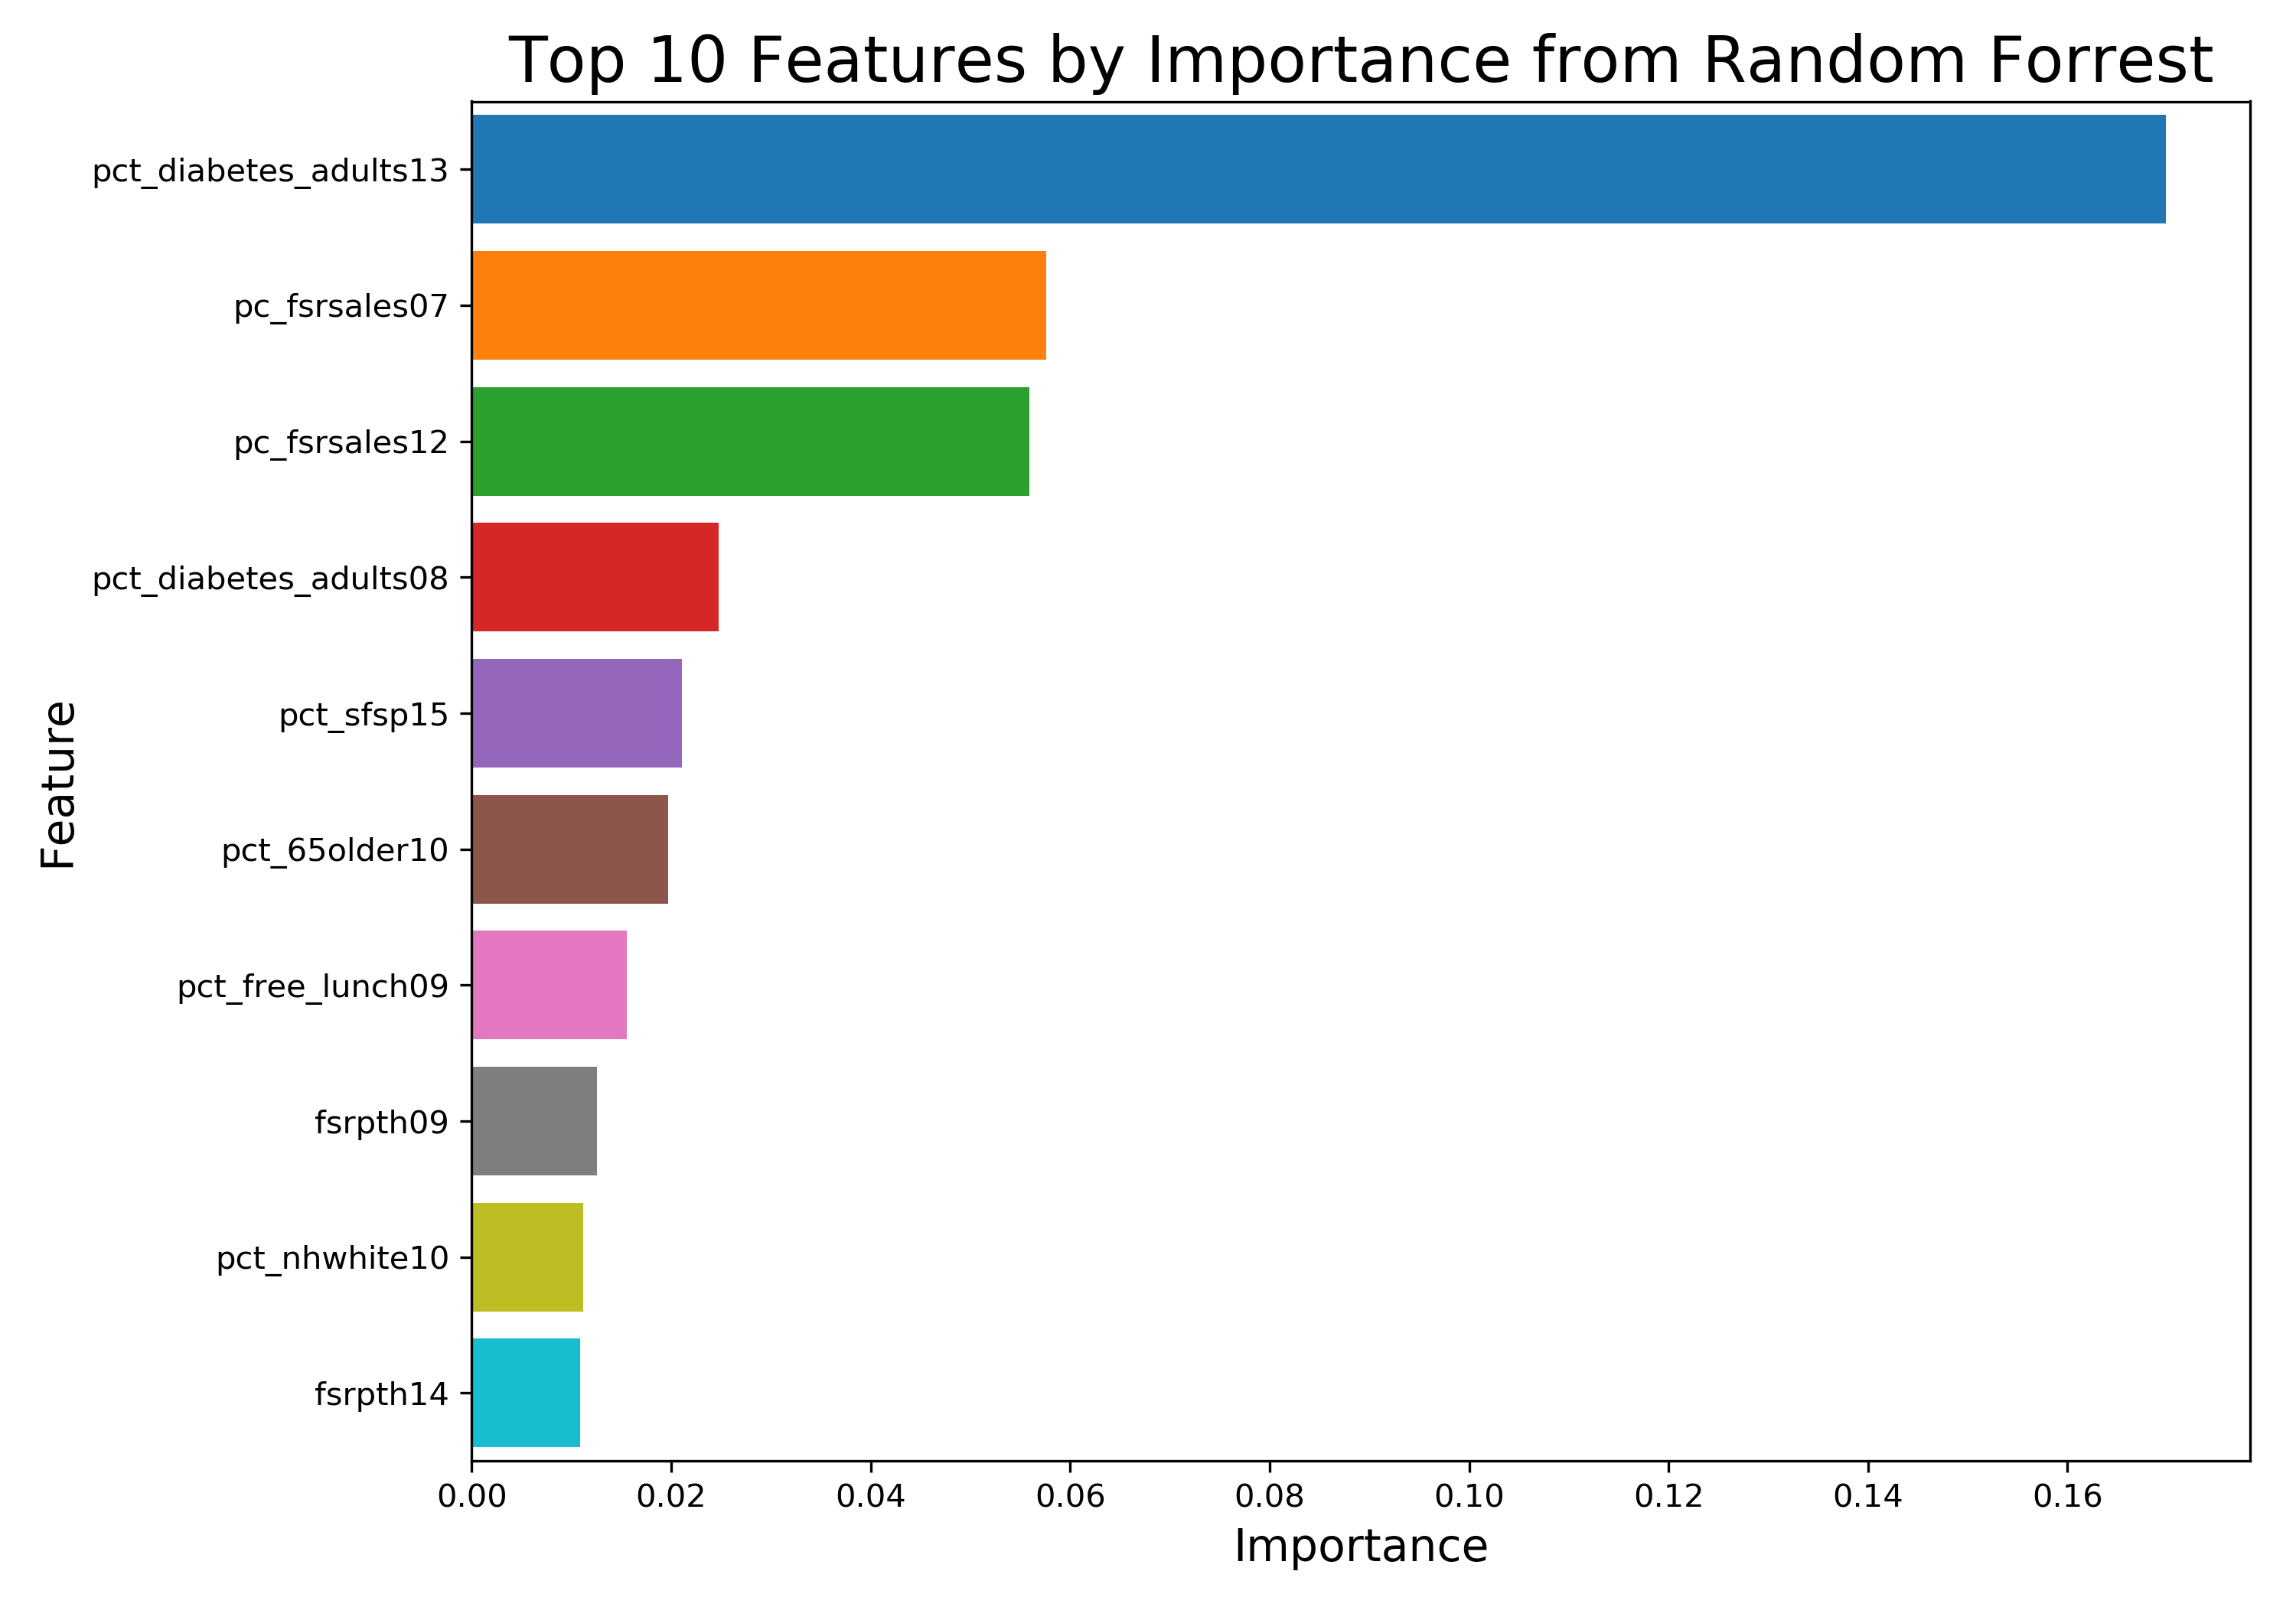 Top 10 Features by Importance from Random Forrest
pct_diabetes_adults13
pc_fsrsales07
pc_fsrsales12
pct_diabetes_adults08
pct_sfsp15
pct_65older10
pct_free_lunch09
fsrpth09
pct_nhwhite10
fsrpth14
Feature
0.00 0.02 0.04 0.06 0.08 0.10 0.12 0.14 0.16
Importance